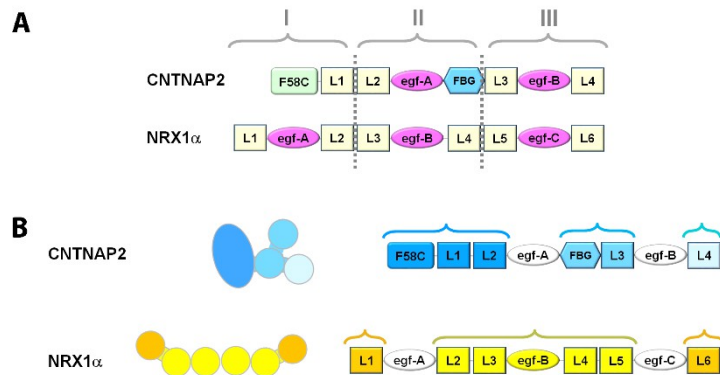 A
I II III
CNTNAP2 F58C L1 L2 egf-A FBG L3 egf-B L4
NRX1α L1 egf-A L2 L3 egf-B L4 L5 egf-C L6
B
CNTNAP2 F58C L1 L2 egf-A FBG L3 egf-B L4
NRX1α L1 egf-A L2 L3 egf-B L4 L5 egf-C L6